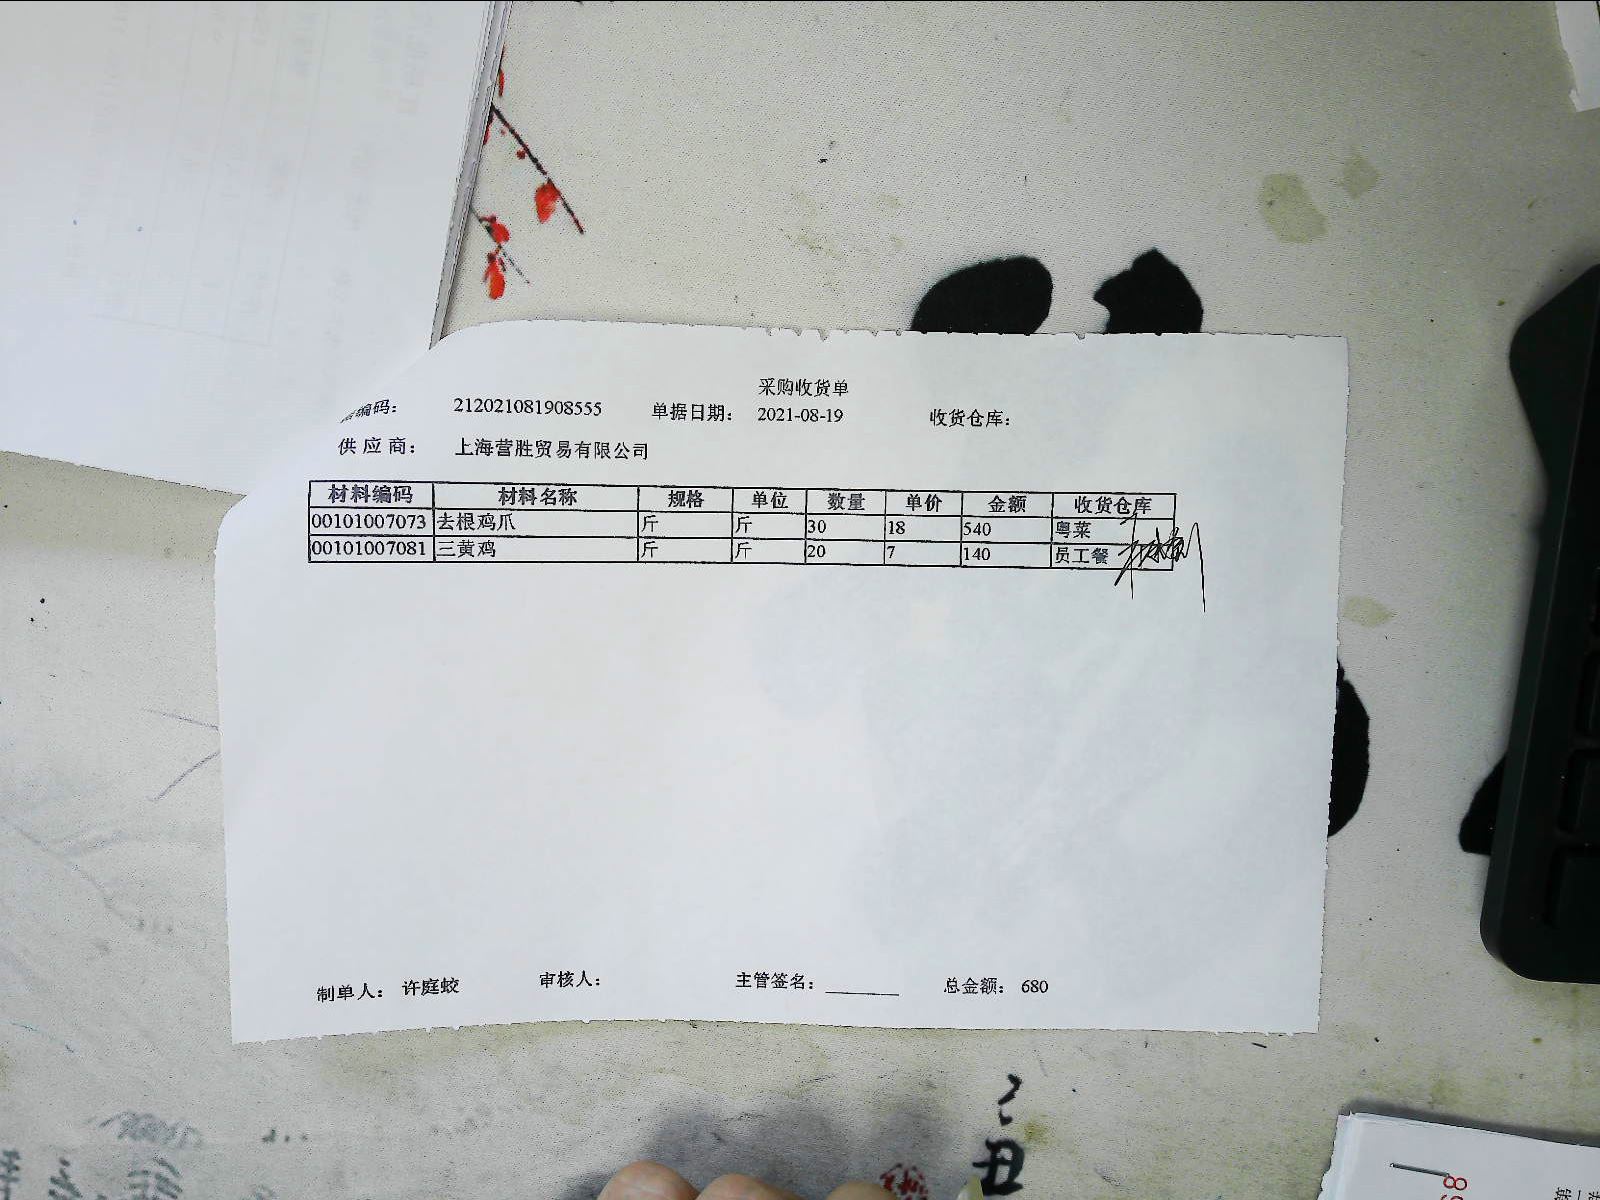 采购收货单
编码： 212021081908555 单据日期： 2021-08-19 收货仓库：
供应商： 上海营胜贸易有限公司
材料编码 材料名称 规格 单位 数量 单价 金额 收货仓库
00101007073 去根鸡爪 斤 斤 30 18 540 粤菜
00101007081 三黄鸡 斤 斤 20 7 140 员工餐
制单人： 许庭蛟 审核人： 主管签名： 总金额： 680
丑